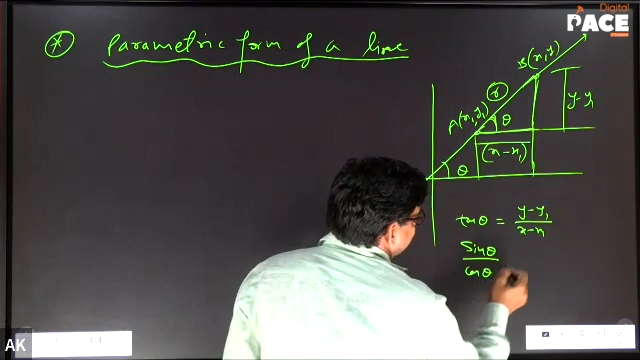 Digital
PACE
* Parametric form of a line
B(x,y)
r
A(x₁,y₁)
θ
y-y₁
(x-x₁)
θ
tanθ = y-y₁/x-x₁
sinθ/cosθ
AK